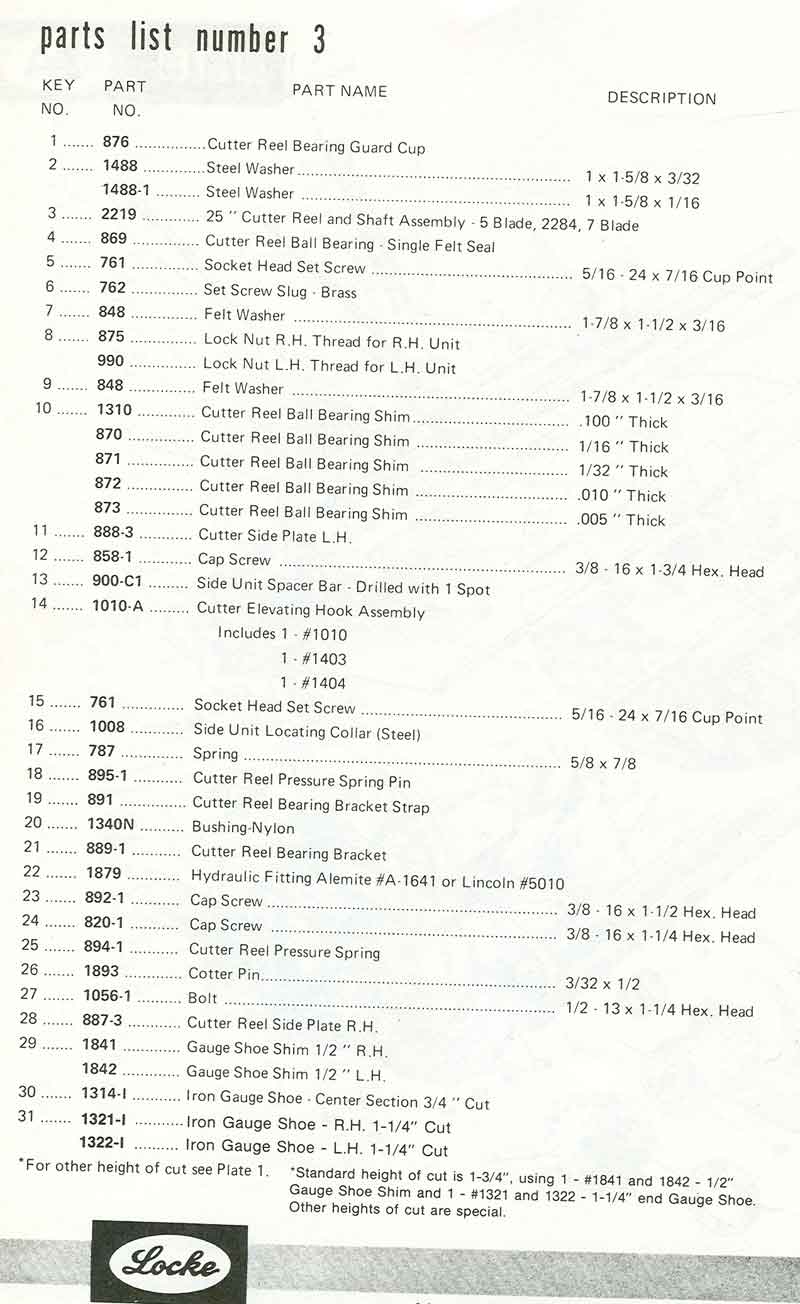 parts list number 3
KEY PART PART NAME DESCRIPTION
NO. NO.
1 ....... 876 ................Cutter Reel Bearing Guard Cup
2 ....... 1488 ..............Steel Washer.......................................................... 1 x 1-5/8 x 3/32
1488-1 .......... Steel Washer .......................................................... 1 x 1-5/8 x 1/16
3 ....... 2219 ............. 25 " Cutter Reel and Shaft Assembly - 5 Blade, 2284, 7 Blade
4 ....... 869 ............... Cutter Reel Ball Bearing - Single Felt Seal
5 ....... 761 ............... Socket Head Set Screw ........................................... 5/16 - 24 x 7/16 Cup Point
6 ....... 762 ............... Set Screw Slug - Brass
7 ....... 848 ............... Felt Washer ............................................................ 1-7/8 x 1-1/2 x 3/16
8 ....... 875 ............... Lock Nut R.H. Thread for R.H. Unit
990 ............... Lock Nut L.H. Thread for L.H. Unit
9 ....... 848 ............... Felt Washer ............................................................ 1-7/8 x 1-1/2 x 3/16
10 ....... 1310 ............. Cutter Reel Ball Bearing Shim.................................. .100 " Thick
870 ............... Cutter Reel Ball Bearing Shim ................................. 1/16 " Thick
871 ............... Cutter Reel Ball Bearing Shim ................................. 1/32 " Thick
872 ............... Cutter Reel Ball Bearing Shim ................................. .010 " Thick
873 ............... Cutter Reel Ball Bearing Shim ................................. .005 " Thick
11 ....... 888-3 ............ Cutter Side Plate L.H.
12 ....... 858-1 ............ Cap Screw .............................................................. 3/8 - 16 x 1-3/4 Hex. Head
13 ....... 900-C1 ......... Side Unit Spacer Bar - Drilled with 1 Spot
14 ....... 1010-A ......... Cutter Elevating Hook Assembly
Includes 1 - #1010
1 - #1403
1 - #1404
15 ....... 761 .............. Socket Head Set Screw ........................................... 5/16 - 24 x 7/16 Cup Point
16 ....... 1008 ............. Side Unit Locating Collar (Steel)
17 ....... 787 ............... Spring .................................................................... 5/8 x 7/8
18 ....... 895-1 ............ Cutter Reel Pressure Spring Pin
19 ....... 891 ............... Cutter Reel Bearing Bracket Strap
20 ....... 1340N .......... Bushing-Nylon
21 ....... 889-1 ............ Cutter Reel Bearing Bracket
22 ....... 1879 ............. Hydraulic Fitting Alemite #A-1641 or Lincoln #5010
23 ....... 892-1 ............ Cap Screw .............................................................. 3/8 - 16 x 1-1/2 Hex. Head
24 ....... 820-1 ............ Cap Screw .............................................................. 3/8 - 16 x 1-1/4 Hex. Head
25 ....... 894-1 ............ Cutter Reel Pressure Spring
26 ....... 1893 ............. Cotter Pin............................................................... 3/32 x 1/2
27 ....... 1056-1 .......... Bolt ....................................................................... 1/2 - 13 x 1-1/4 Hex. Head
28 ....... 887-3 ............ Cutter Reel Side Plate R.H.
29 ....... 1841 ............. Gauge Shoe Shim 1/2 " R.H.
1842 ............. Gauge Shoe Shim 1/2 " L.H.
30 ....... 1314-I .......... Iron Gauge Shoe - Center Section 3/4 " Cut
31 ....... 1321-I ...........Iron Gauge Shoe - R.H. 1-1/4" Cut
1322-I .......... Iron Gauge Shoe - L.H. 1-1/4" Cut
*For other height of cut see Plate 1.
*Standard height of cut is 1-3/4", using 1 - #1841 and 1842 - 1/2"
Gauge Shoe Shim and 1 - #1321 and 1322 - 1-1/4" end Gauge Shoe.
Other heights of cut are special.
Locke